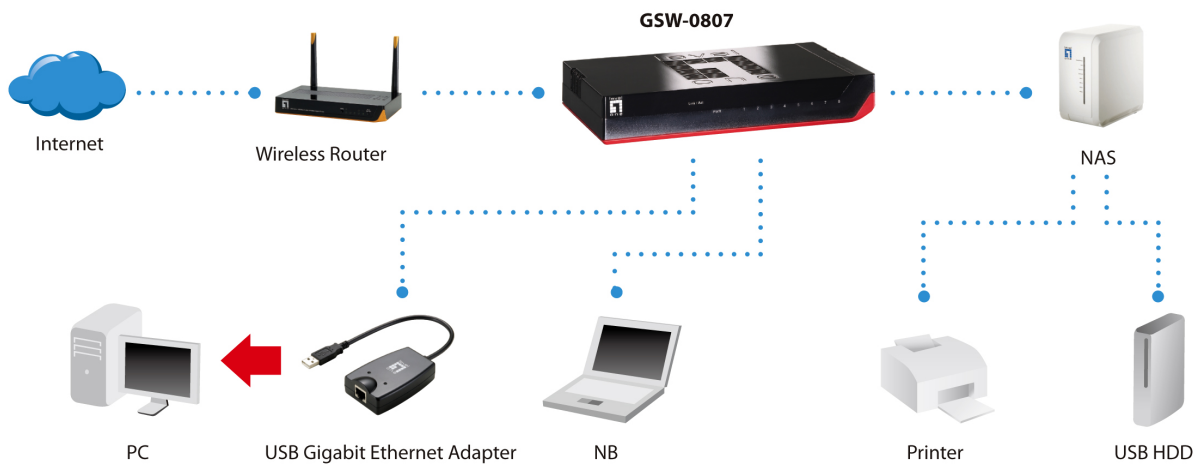 GSW-0807
Internet
Wireless Router
NAS
PC
USB Gigabit Ethernet Adapter
NB
Printer
USB HDD